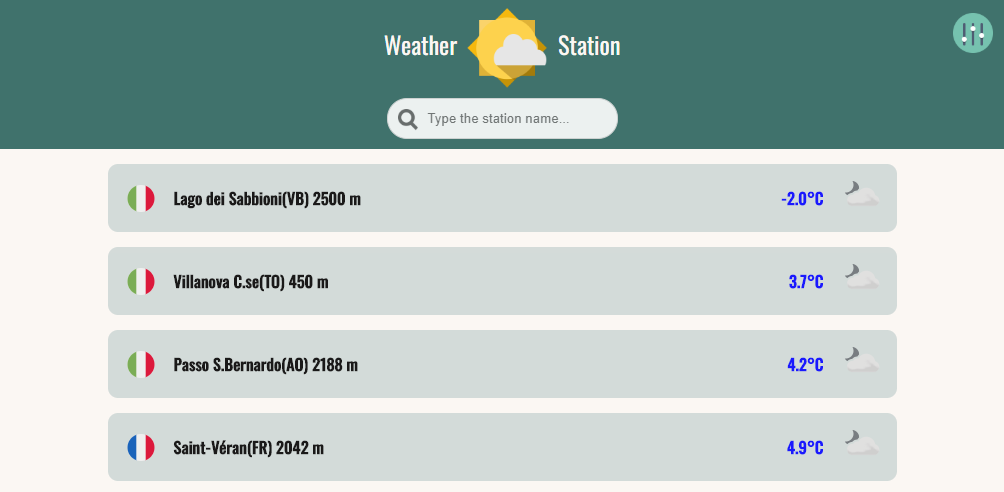 Weather Station
Type the station name...
Lago dei Sabbioni(VB) 2500 m -2.0°C
Villanova C.se(TO) 450 m 3.7°C
Passo S.Bernardo(AO) 2188 m 4.2°C
Saint-Véran(FR) 2042 m 4.9°C